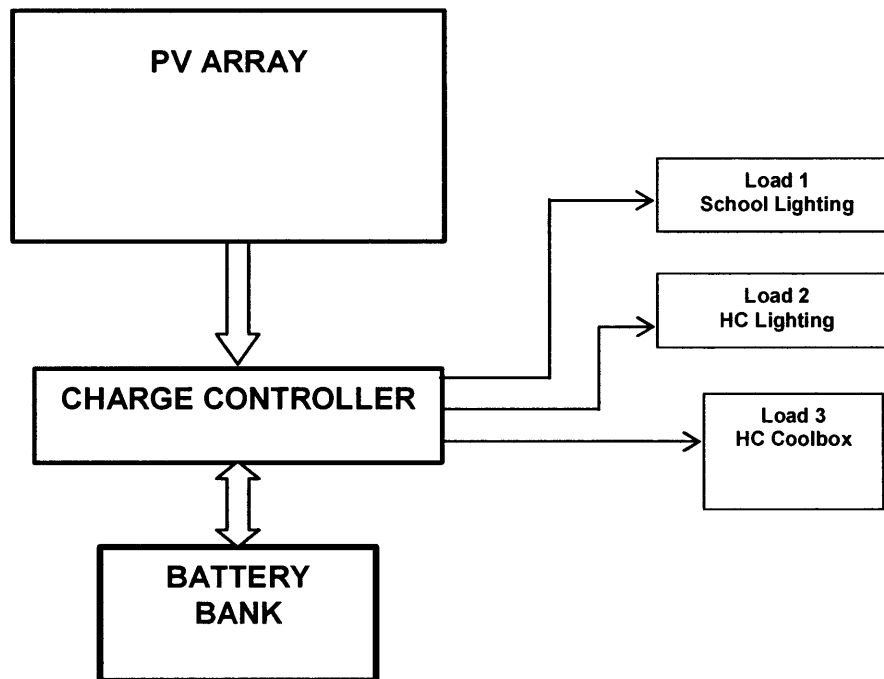 PV ARRAY
Load 1
School Lighting
Load 2
HC Lighting
CHARGE CONTROLLER
Load 3
HC Coolbox
BATTERY
BANK